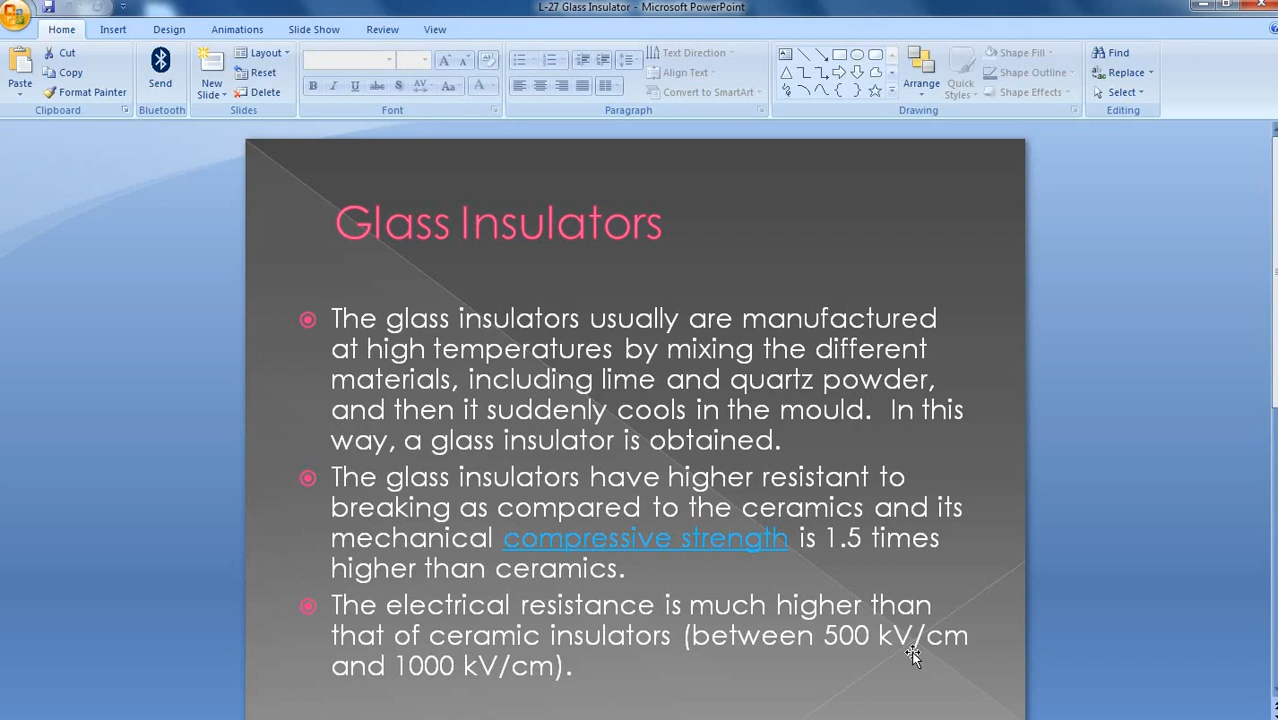 L-27 Glass Insulator - Microsoft PowerPoint
Home Insert Design Animations Slide Show Review View
Paste
Cut
Copy
Format Painter
Clipboard
Send
Bluetooth
New Slide
Layout
Reset
Delete
Slides
B I U abc S AV Aa A
Font
Text Direction
Align Text
Convert to SmartArt
Paragraph
Arrange
Quick Styles
Shape Fill
Shape Outline
Shape Effects
Drawing
Find
Replace
Select
Editing
Glass Insulators
The glass insulators usually are manufactured
at high temperatures by mixing the different
materials, including lime and quartz powder,
and then it suddenly cools in the mould. In this
way, a glass insulator is obtained.
The glass insulators have higher resistant to
breaking as compared to the ceramics and its
mechanical compressive strength is 1.5 times
higher than ceramics.
The electrical resistance is much higher than
that of ceramic insulators (between 500 kV/cm
and 1000 kV/cm).